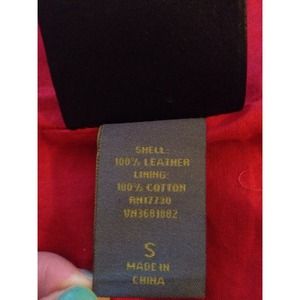 SHELL:
100% LEATHER
LINING:
100% COTTON
RN17730
VN3681882
S
MADE IN
CHINA